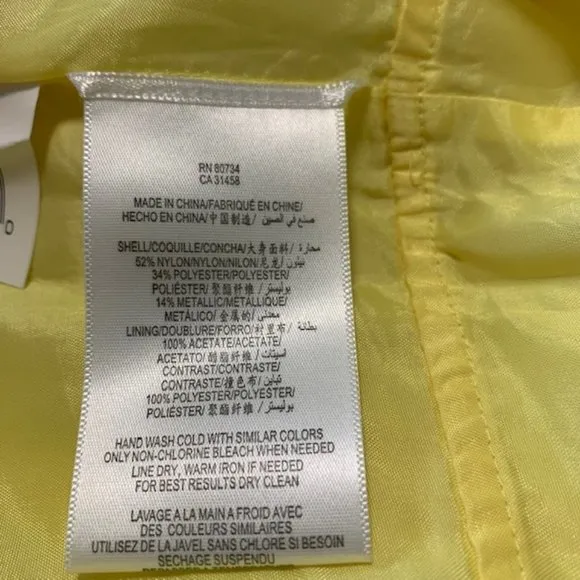 RN 80734
CA 31458
MADE IN CHINA/FABRIQUÉ EN CHINE/
HECHO EN CHINA/中国制造/ صنع في الصين
SHELL/COQUILLE/CONCHA/大身面料/ محارة
52% NYLON/NYLON/NILON/尼龙/ نيلون
34% POLYESTER/POLYESTER/
POLIÉSTER/聚酯纤维 / بوليستر
14% METALLIC/MÉTALLIQUE/
METÁLICO/ 金属的/ معدني
LINING/DOUBLURE/FORRO/衬里布/ بطانة
100% ACETATE/ACÉTATE/
ACETATO/ 醋酯纤维/ أسيتات
CONTRAST/CONTRASTE/
CONTRASTE/撞色布/ تباين
100% POLYESTER/POLYESTER/
POLIÉSTER/ 聚酯纤维 / بوليستر
HAND WASH COLD WITH SIMILAR COLORS
ONLY NON-CHLORINE BLEACH WHEN NEEDED
LINE DRY, WARM IRON IF NEEDED
FOR BEST RESULTS DRY CLEAN
LAVAGE A LA MAIN A FROID AVEC
DES COULEURS SIMILAIRES
UTILISEZ DE LA JAVEL SANS CHLORE SI BESOIN
SECHAGE SUSPENDU